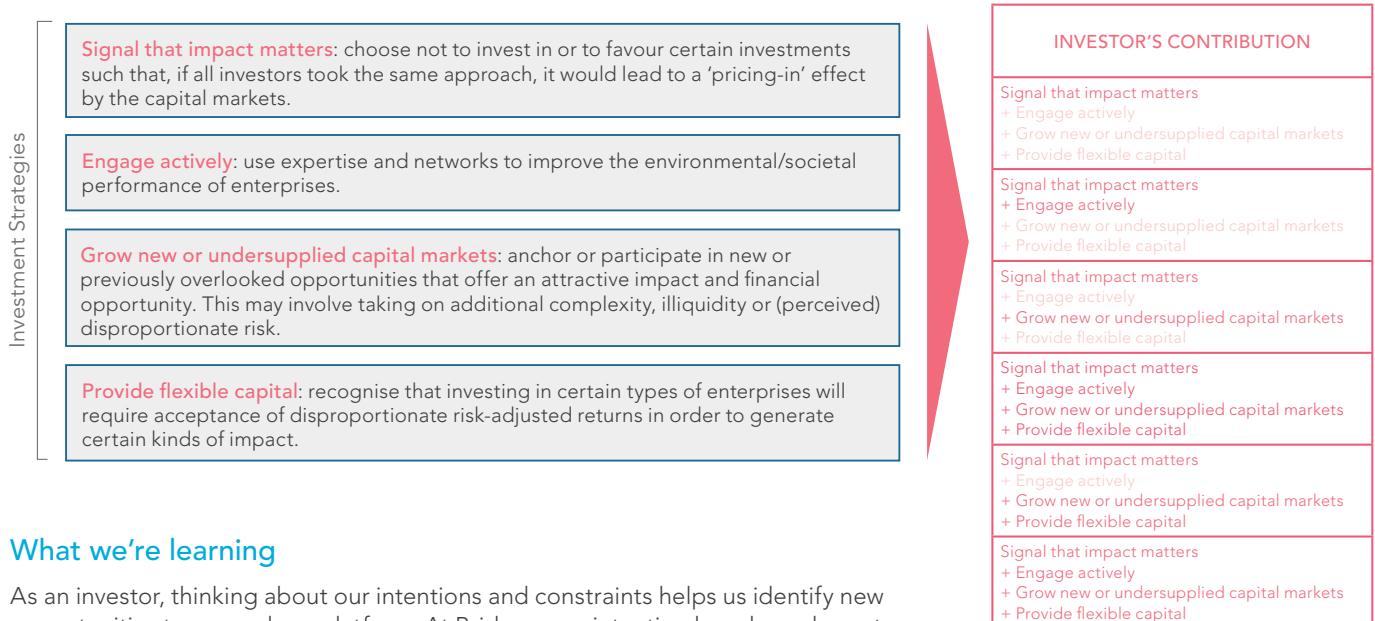 Investment Strategies
Signal that impact matters: choose not to invest in or to favour certain investments
such that, if all investors took the same approach, it would lead to a ‘pricing-in’ effect
by the capital markets.
Engage actively: use expertise and networks to improve the environmental/societal
performance of enterprises.
Grow new or undersupplied capital markets: anchor or participate in new or
previously overlooked opportunities that offer an attractive impact and financial
opportunity. This may involve taking on additional complexity, illiquidity or (perceived)
disproportionate risk.
Provide flexible capital: recognise that investing in certain types of enterprises will
require acceptance of disproportionate risk-adjusted returns in order to generate
certain kinds of impact.
INVESTOR’S CONTRIBUTION
Signal that impact matters
+ Engage actively
+ Grow new or undersupplied capital markets
+ Provide flexible capital
Signal that impact matters
+ Engage actively
+ Grow new or undersupplied capital markets
+ Provide flexible capital
Signal that impact matters
+ Engage actively
+ Grow new or undersupplied capital markets
+ Provide flexible capital
Signal that impact matters
+ Engage actively
+ Grow new or undersupplied capital markets
+ Provide flexible capital
Signal that impact matters
+ Engage actively
+ Grow new or undersupplied capital markets
+ Provide flexible capital
Signal that impact matters
+ Engage actively
+ Grow new or undersupplied capital markets
+ Provide flexible capital
What we’re learning
As an investor, thinking about our intentions and constraints helps us identify new